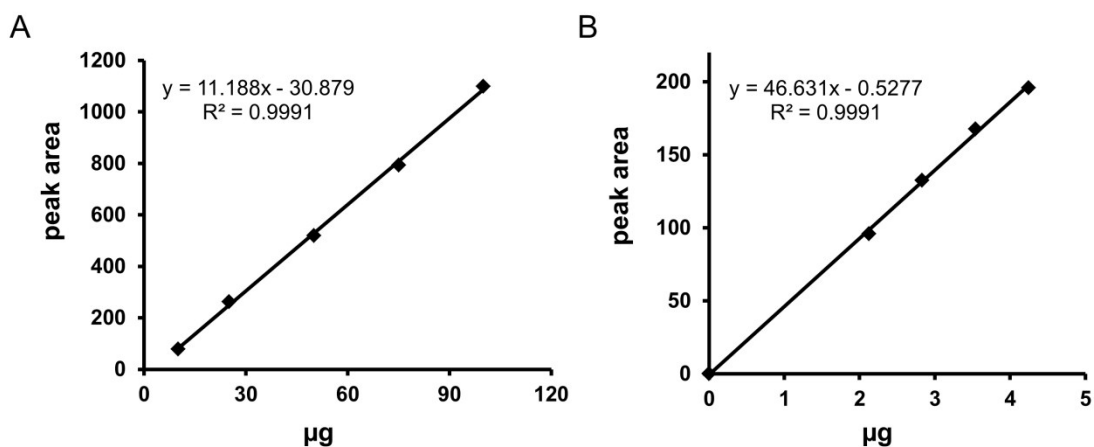 A
1200
1000
800
600
400
200
0
peak area
y = 11.188x - 30.879
R² = 0.9991
0 30 60 90 120
µg
B
200
150
100
50
0
peak area
y = 46.631x - 0.5277
R² = 0.9991
0 1 2 3 4 5
µg